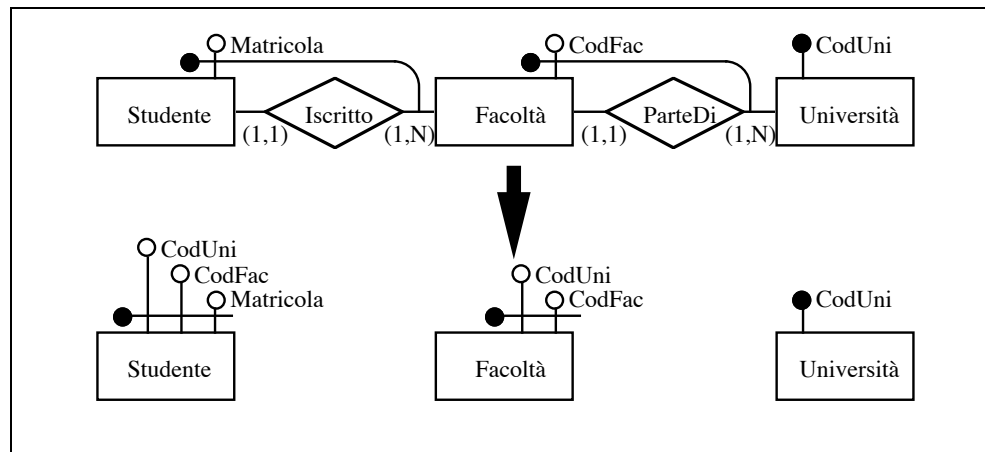 Matricola CodFac CodUni
Studente Iscritto Facoltà ParteDi Università
(1,1) (1,N) (1,1) (1,N)
CodUni
CodFac
Matricola
CodUni
CodFac
CodUni
Studente Facoltà Università